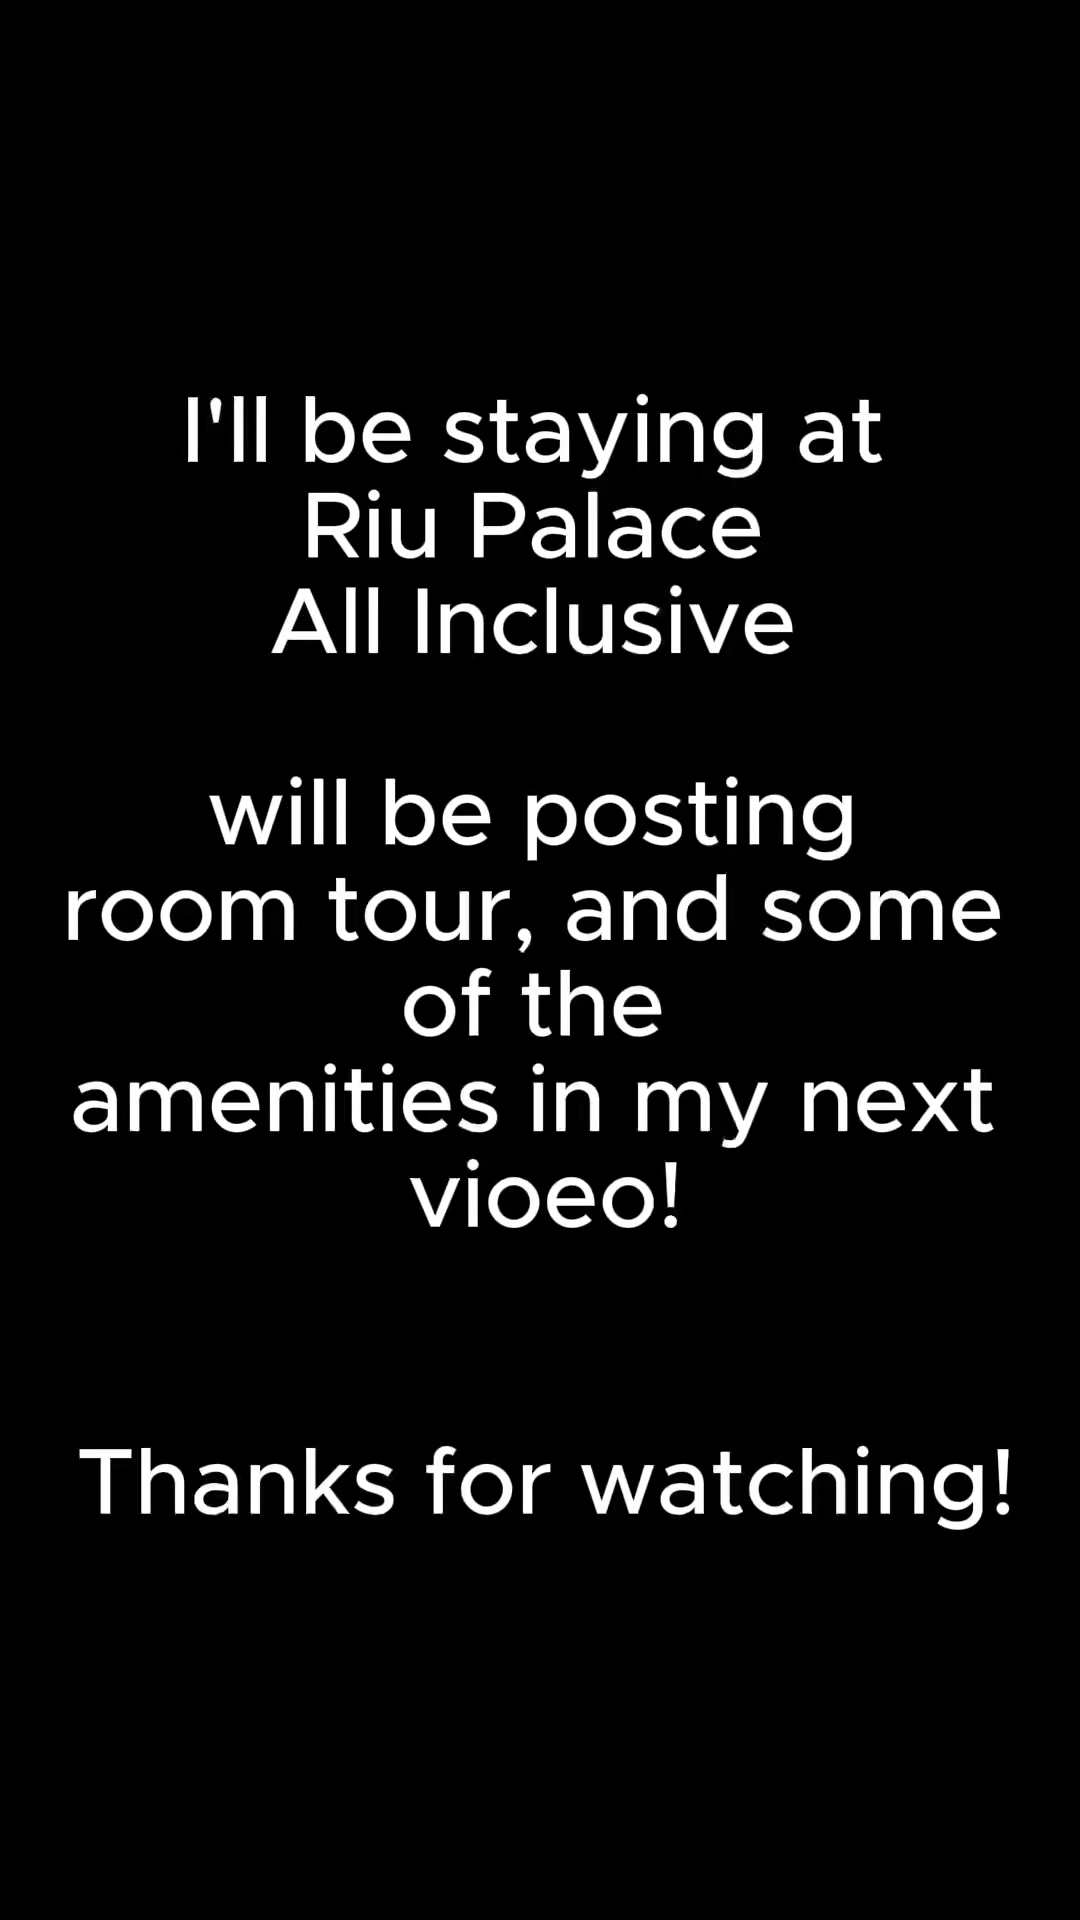 I'll be staying at
Riu Palace
All Inclusive
will be posting
room tour, and some
of the
amenities in my next
vioeo!
Thanks for watching!